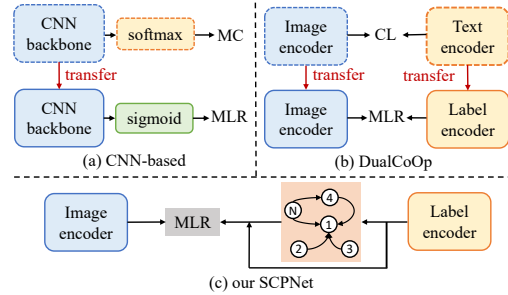 CNN
backbone
softmax
MC
transfer
CNN
backbone
sigmoid
MLR
(a) CNN-based
Image
encoder
CL
Text
encoder
transfer
transfer
Image
encoder
MLR
Label
encoder
(b) DualCoOp
Image
encoder
MLR
N
4
1
2
3
Label
encoder
(c) our SCPNet